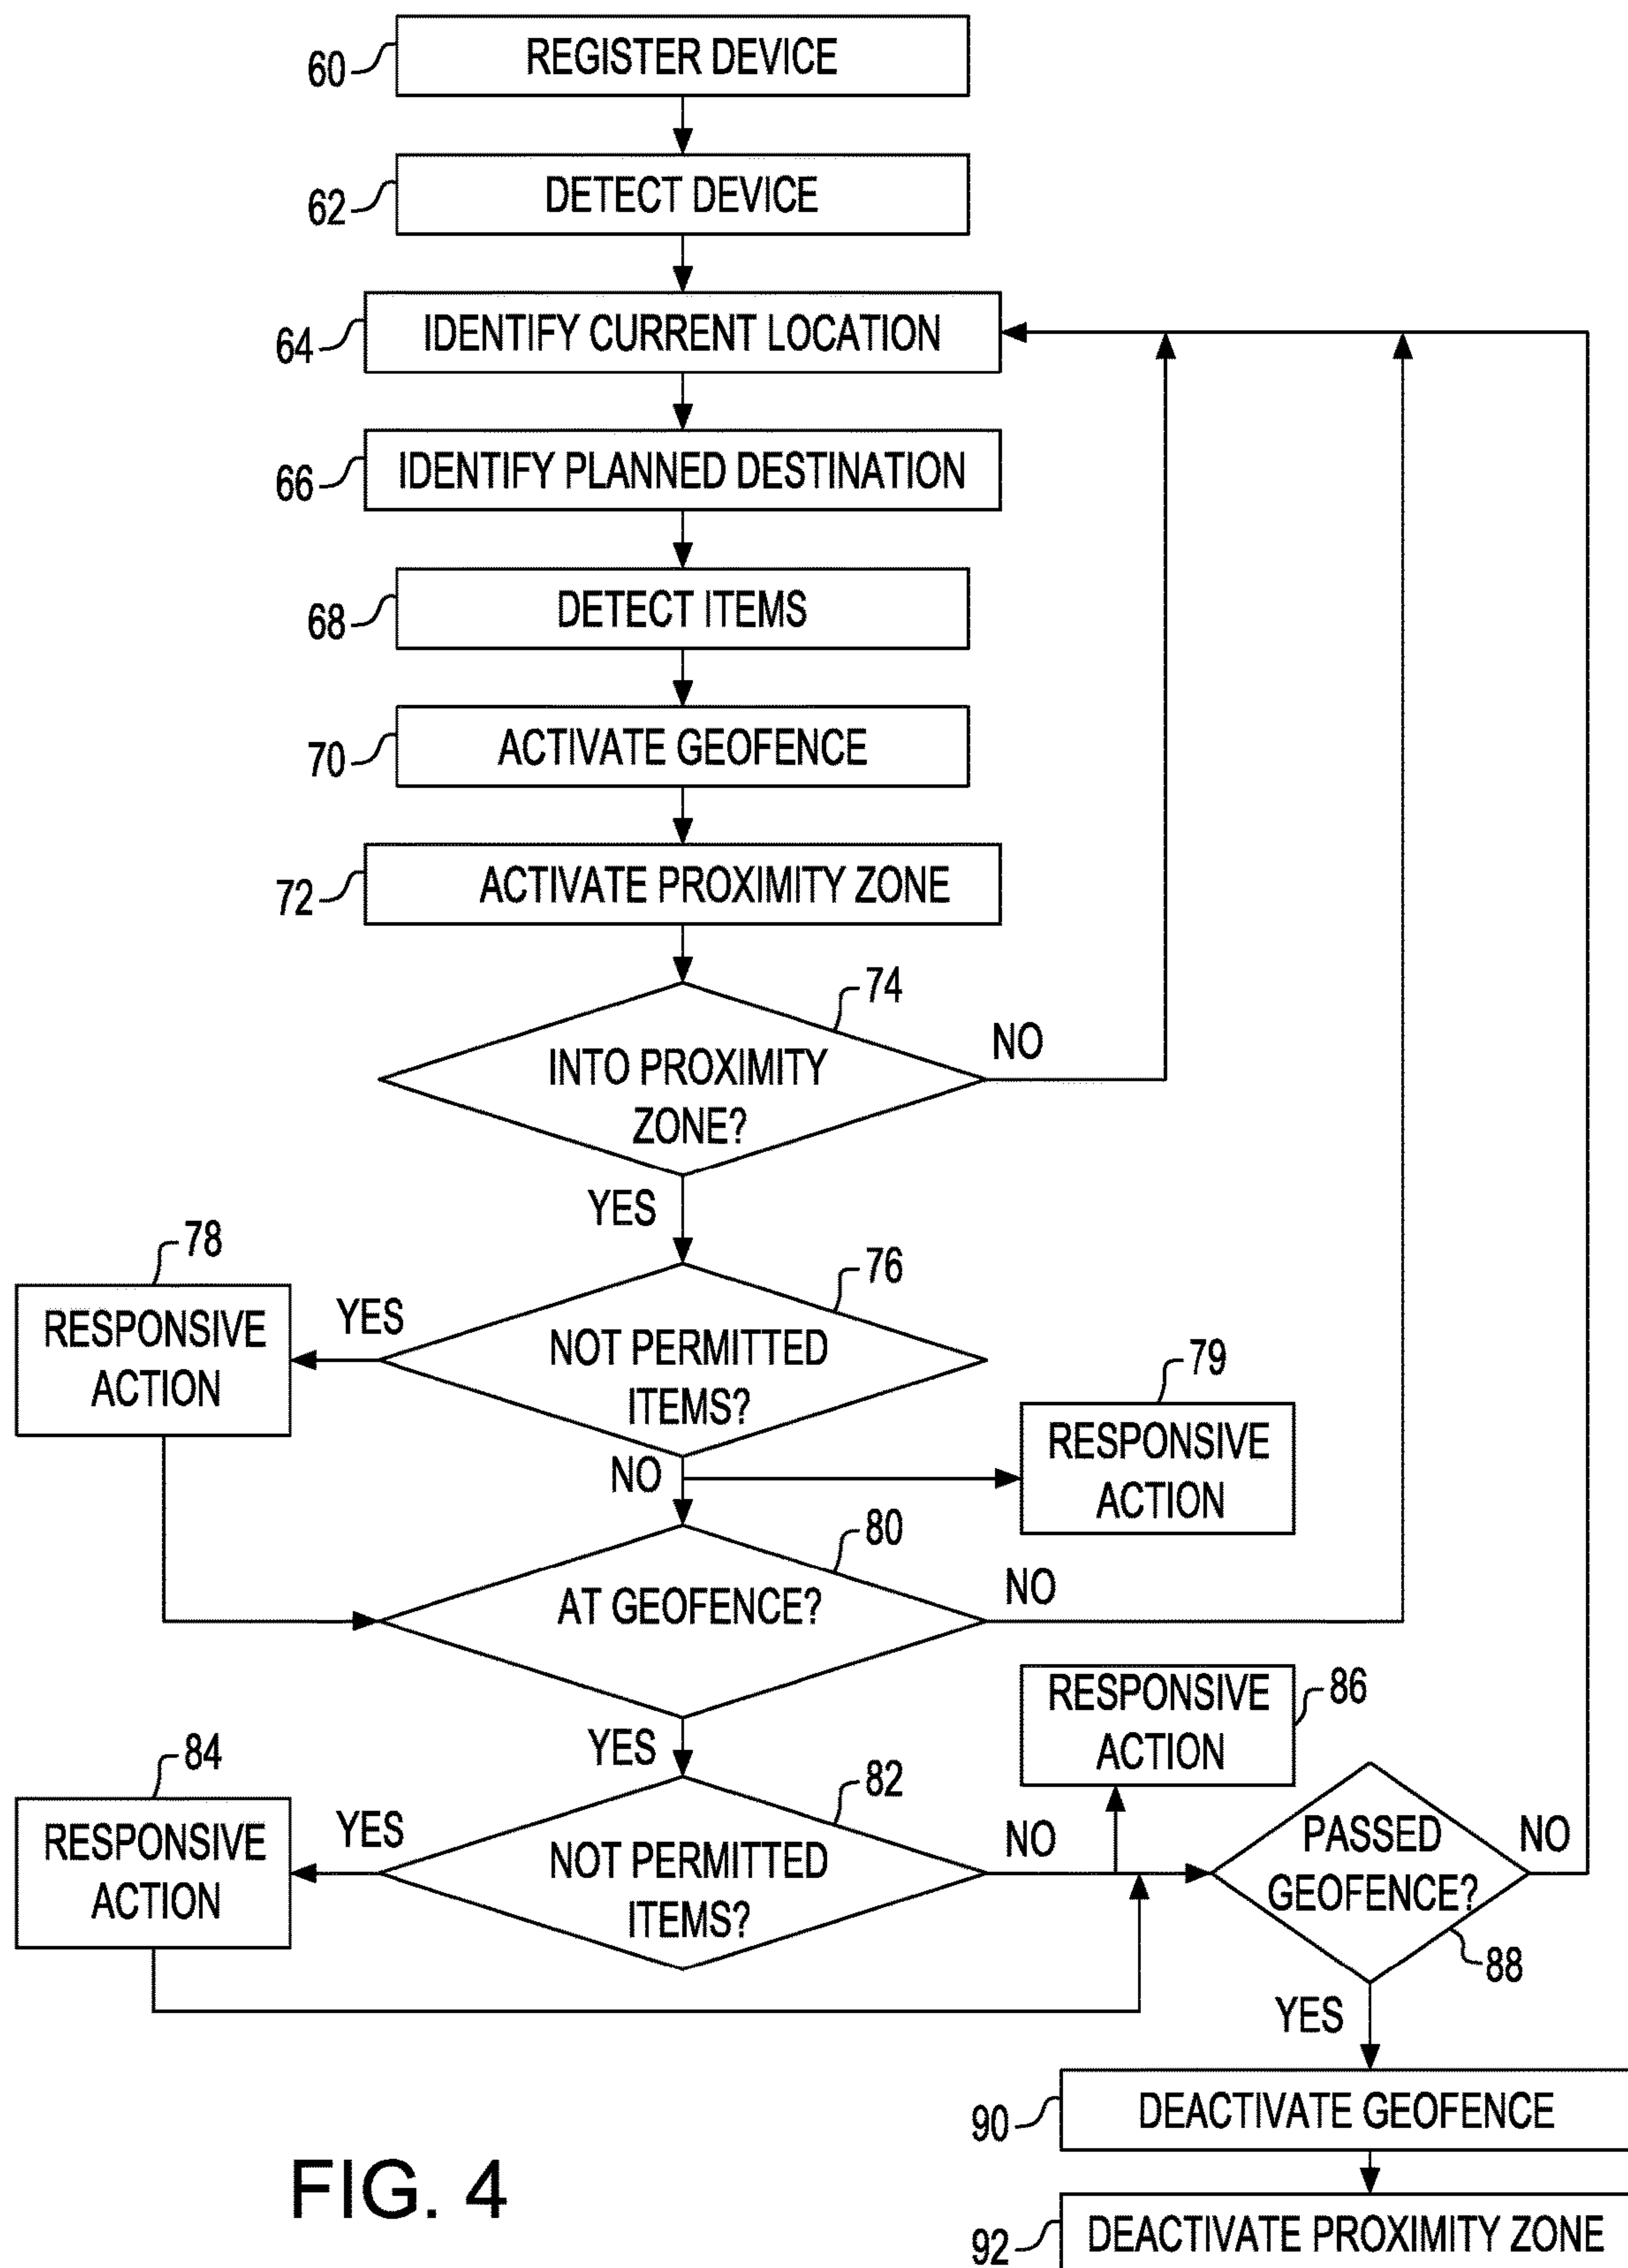 REGISTER DEVICE
60
DETECT DEVICE
62
IDENTIFY CURRENT LOCATION
64
IDENTIFY PLANNED DESTINATION
66
DETECT ITEMS
68
ACTIVATE GEOFENCE
70
ACTIVATE PROXIMITY ZONE
72
74
INTO PROXIMITY
ZONE?
NO
YES
78
RESPONSIVE
ACTION
YES
76
NOT PERMITTED
ITEMS?
79
RESPONSIVE
ACTION
NO
80
AT GEOFENCE?
NO
YES
86
RESPONSIVE
ACTION
84
RESPONSIVE
ACTION
YES
82
NOT PERMITTED
ITEMS?
NO
PASSED
GEOFENCE?
NO
88
YES
DEACTIVATE GEOFENCE
90
DEACTIVATE PROXIMITY ZONE
92
FIG. 4